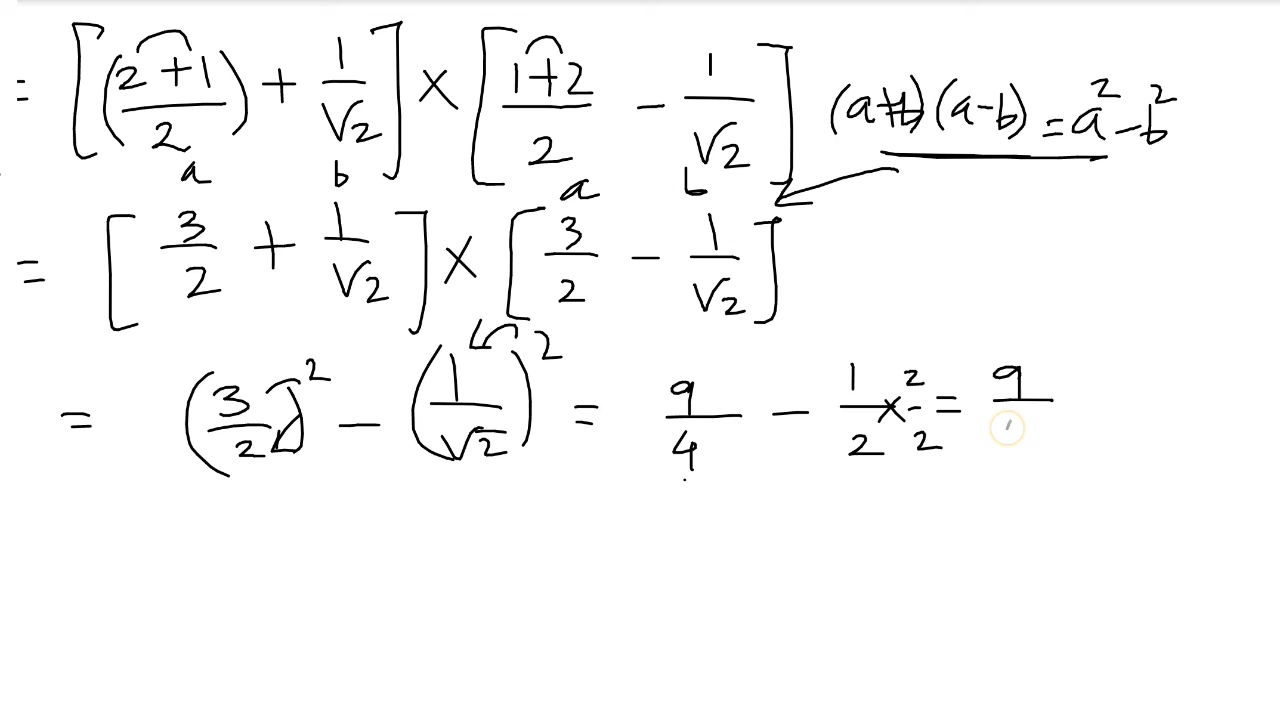 = [((2+1)/2) + 1/√2] × [(1+2)/2 - 1/√2] (a+b)(a-b) = a² - b²
a b a b
= [3/2 + 1/√2] × [3/2 - 1/√2]
= (3/2)² - (1/√2)² = 9/4 - 1/2 × 2/2 = 9/